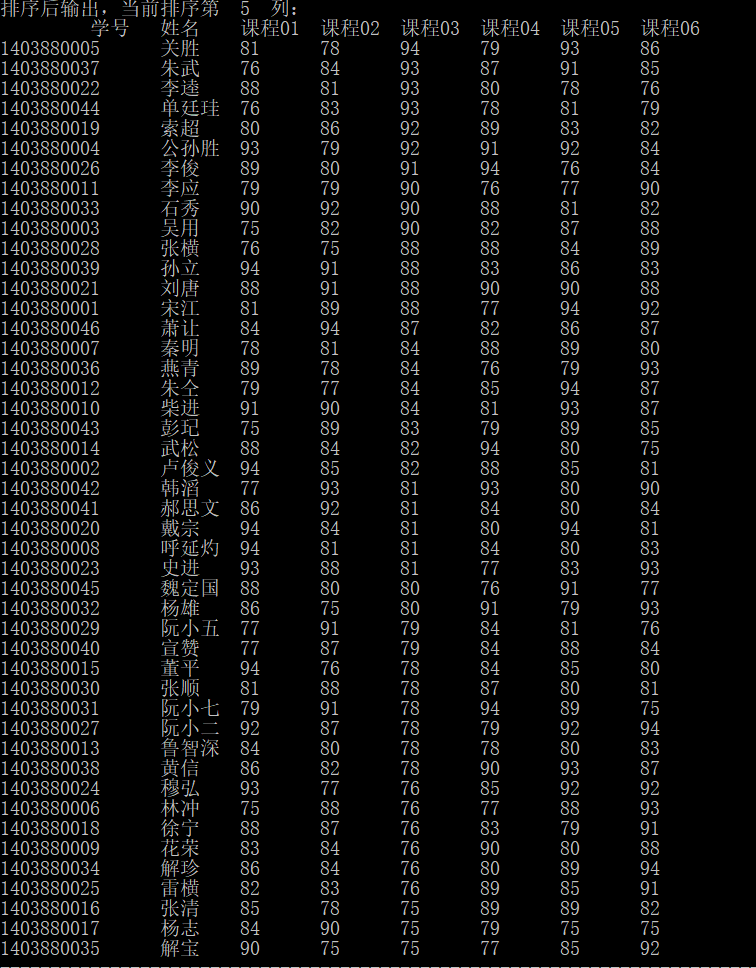 排序后输出，当前排序第 5 列：
学号 姓名 课程01 课程02 课程03 课程04 课程05 课程06
1403880005 关胜 81 78 94 79 93 86
1403880037 朱武 76 84 93 87 91 85
1403880022 李逵 88 81 93 80 78 76
1403880044 单廷珪 76 83 93 78 81 79
1403880019 索超 80 86 92 89 83 82
1403880004 公孙胜 93 79 92 91 92 84
1403880026 李俊 89 80 91 94 76 84
1403880011 李应 79 79 90 76 77 90
1403880033 石秀 90 92 90 88 81 82
1403880003 吴用 75 82 90 82 87 88
1403880028 张横 76 75 88 88 84 89
1403880039 孙立 94 91 88 83 86 83
1403880021 刘唐 88 91 88 90 90 88
1403880001 宋江 81 89 88 77 94 92
1403880046 萧让 84 94 87 82 86 87
1403880007 秦明 78 81 84 88 89 80
1403880036 燕青 89 78 84 76 79 93
1403880012 朱仝 79 77 84 85 94 87
1403880010 柴进 91 90 84 81 93 87
1403880043 彭玘 75 89 83 79 89 85
1403880014 武松 88 84 82 94 80 75
1403880002 卢俊义 94 85 82 88 85 81
1403880042 韩滔 77 93 81 93 80 90
1403880041 郝思文 86 92 81 84 80 84
1403880020 戴宗 94 84 81 80 94 81
1403880008 呼延灼 94 81 81 84 80 83
1403880023 史进 93 88 81 77 83 93
1403880045 魏定国 88 80 80 76 91 77
1403880032 杨雄 86 75 80 91 79 93
1403880029 阮小五 77 91 79 84 81 76
1403880040 宣赞 77 87 79 84 88 84
1403880015 董平 94 76 78 84 85 80
1403880030 张顺 81 88 78 87 80 81
1403880031 阮小七 79 91 78 94 89 75
1403880027 阮小二 92 87 78 79 92 94
1403880013 鲁智深 84 80 78 78 80 83
1403880038 黄信 86 82 78 90 93 87
1403880024 穆弘 93 77 76 85 92 92
1403880006 林冲 75 88 76 77 88 93
1403880018 徐宁 88 87 76 83 79 91
1403880009 花荣 83 84 76 90 80 88
1403880034 解珍 86 84 76 80 89 94
1403880025 雷横 82 83 76 89 85 91
1403880016 张清 85 78 75 89 89 82
1403880017 杨志 84 90 75 79 75 75
1403880035 解宝 90 75 75 77 85 92